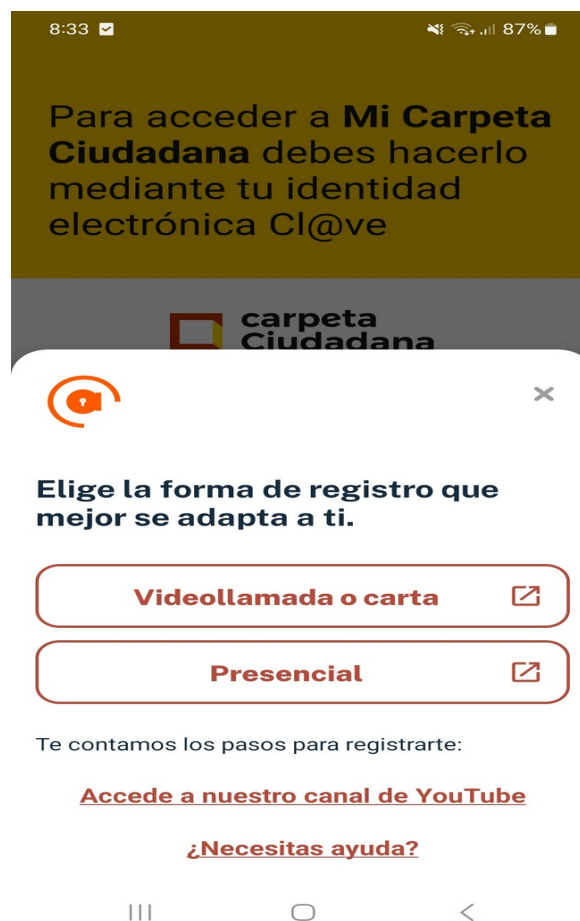 8:33
87%
Para acceder a Mi Carpeta
Ciudadana debes hacerlo
mediante tu identidad
electrónica Cl@ve
carpeta
Ciudadana
Elige la forma de registro que
mejor se adapta a ti.
Videollamada o carta
Presencial
Te contamos los pasos para registrarte:
Accede a nuestro canal de YouTube
¿Necesitas ayuda?